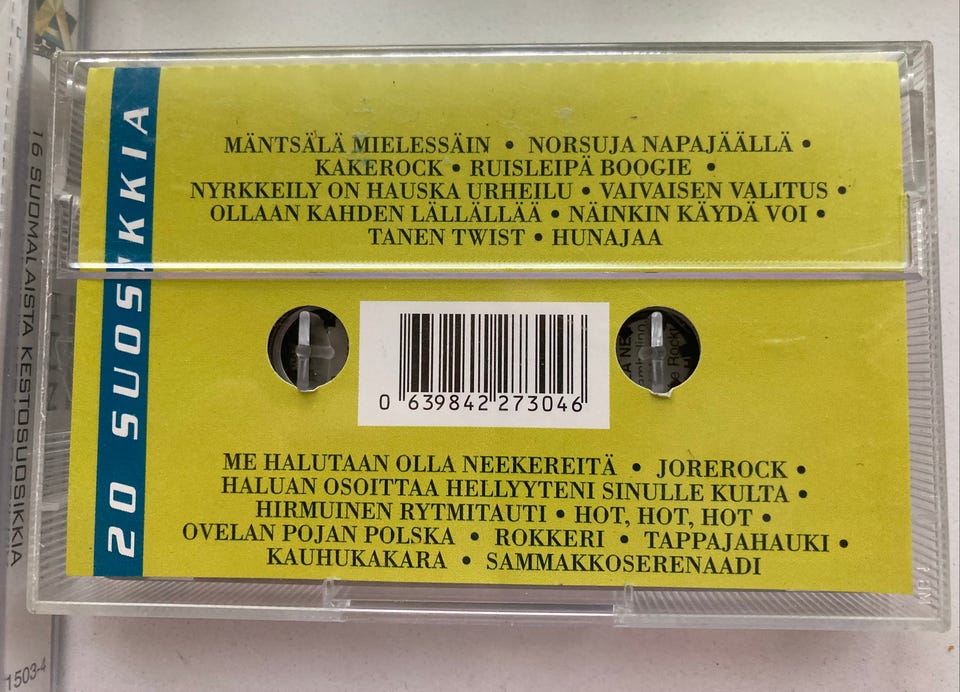 MÄNTSÄLÄ MIELESSÄIN • NORSUJA NAPAJÄÄLLÄ •
KAKEROCK • RUISLEIPÄ BOOGIE •
NYRKKEILY ON HAUSKA URHEILU • VAIVAISEN VALITUS •
OLLAAN KAHDEN LÄLLÄLLÄÄ • NÄINKIN KÄYDÄ VOI •
TANEN TWIST • HUNAJAA
0 639842 273046
ME HALUTAAN OLLA NEEKEREITÄ • JOREROCK •
HALUAN OSOITTAA HELLYYTENI SINULLE KULTA •
HIRMUINEN RYTMITAUTI • HOT, HOT, HOT •
OVELAN POJAN POLSKA • ROKKERI • TAPPAJAHAUKI •
KAUHUKAKARA • SAMMAKKOSERENAADI
20 SUOSIKKIA
16 SUOMALAISTA KESTOSUOSIKKIA
1503-4